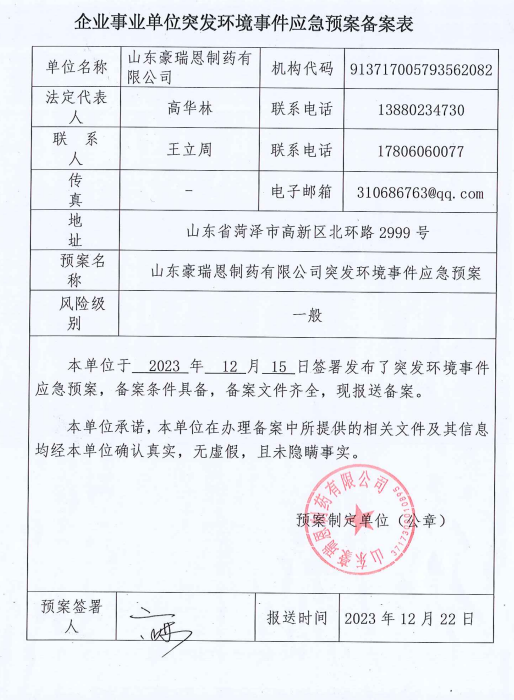 企业事业单位突发环境事件应急预案备案表
单位名称 山东豪瑞恩制药有限公司 机构代码 913717005793562082
法定代表人 高华林 联系电话 13880234730
联系人 王立周 联系电话 17806060077
传真 - 电子邮箱 310686763@qq.com
地址 山东省菏泽市高新区北环路 2999 号
预案名称 山东豪瑞恩制药有限公司突发环境事件应急预案
风险级别 一般
本单位于 2023 年 12 月 15 日签署发布了突发环境事件
应急预案，备案条件具备，备案文件齐全，现报送备案。
本单位承诺，本单位在办理备案中所提供的相关文件及其信息
均经本单位确认真实，无虚假，且未隐瞒事实。
山东豪瑞恩制药有限公司
预案制定单位（公章）
预案签署人 报送时间 2023 年 12 月 22 日